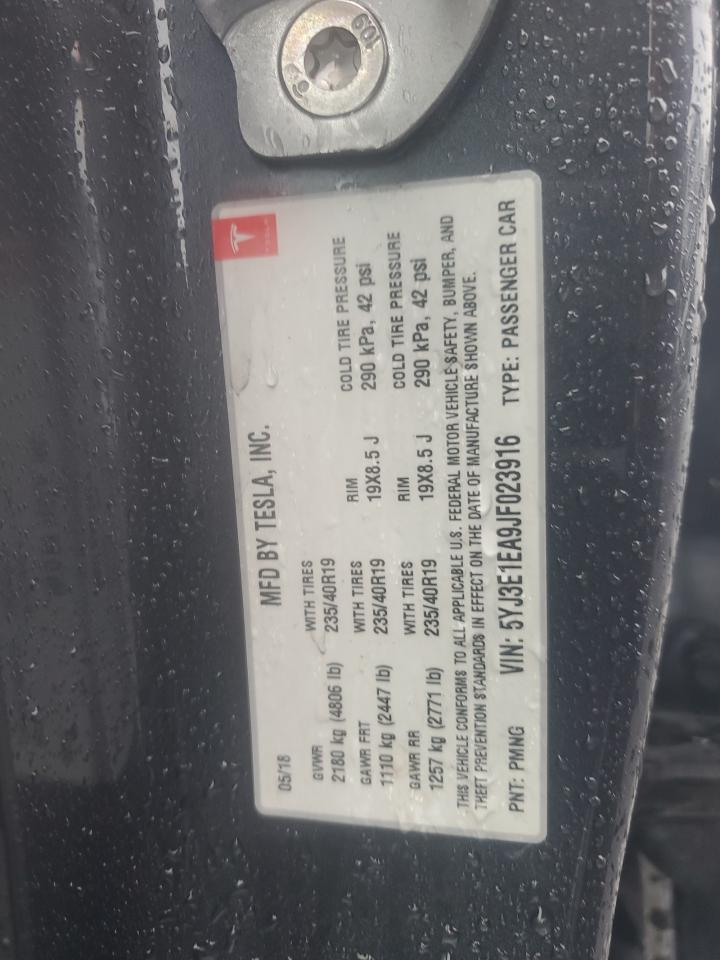 TESLA
MFD BY TESLA, INC.
05/18
GVWR WITH TIRES
2180 kg (4806 lb) 235/40R19
GAWR FRT WITH TIRES RIM COLD TIRE PRESSURE
1110 kg (2447 lb) 235/40R19 19X8.5 J 290 kPa, 42 psi
GAWR RR WITH TIRES RIM COLD TIRE PRESSURE
1257 kg (2771 lb) 235/40R19 19X8.5 J 290 kPa, 42 psi
THIS VEHICLE CONFORMS TO ALL APPLICABLE U.S. FEDERAL MOTOR VEHICLE SAFETY, BUMPER, AND
THEFT PREVENTION STANDARDS IN EFFECT ON THE DATE OF MANUFACTURE SHOWN ABOVE.
PNT: PMNG VIN: 5YJ3E1EA9JF023916 TYPE: PASSENGER CAR